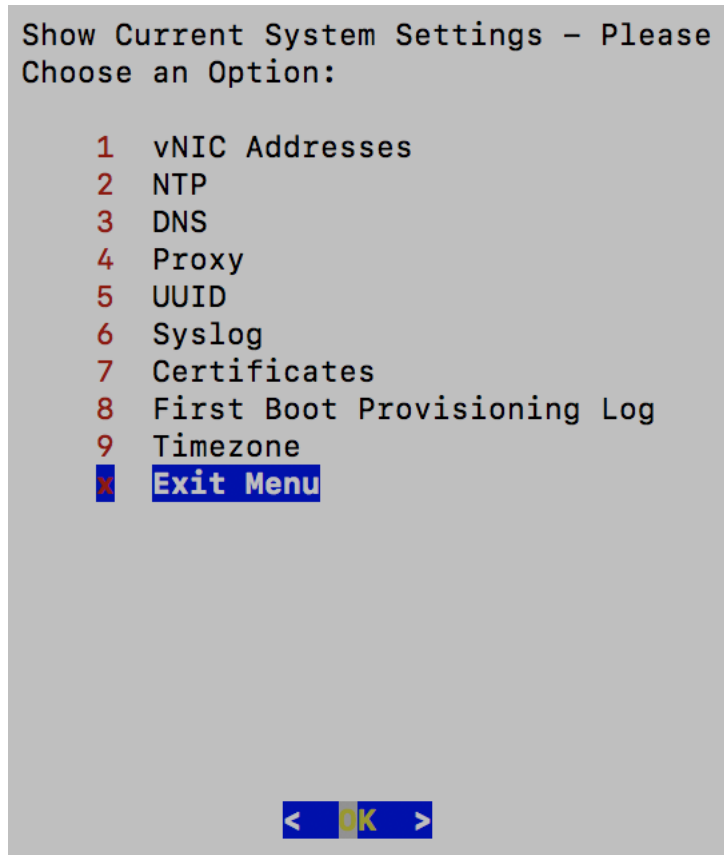 Show Current System Settings – Please
Choose an Option:
1 vNIC Addresses
2 NTP
3 DNS
4 Proxy
5 UUID
6 Syslog
7 Certificates
8 First Boot Provisioning Log
9 Timezone
x Exit Menu
< OK >